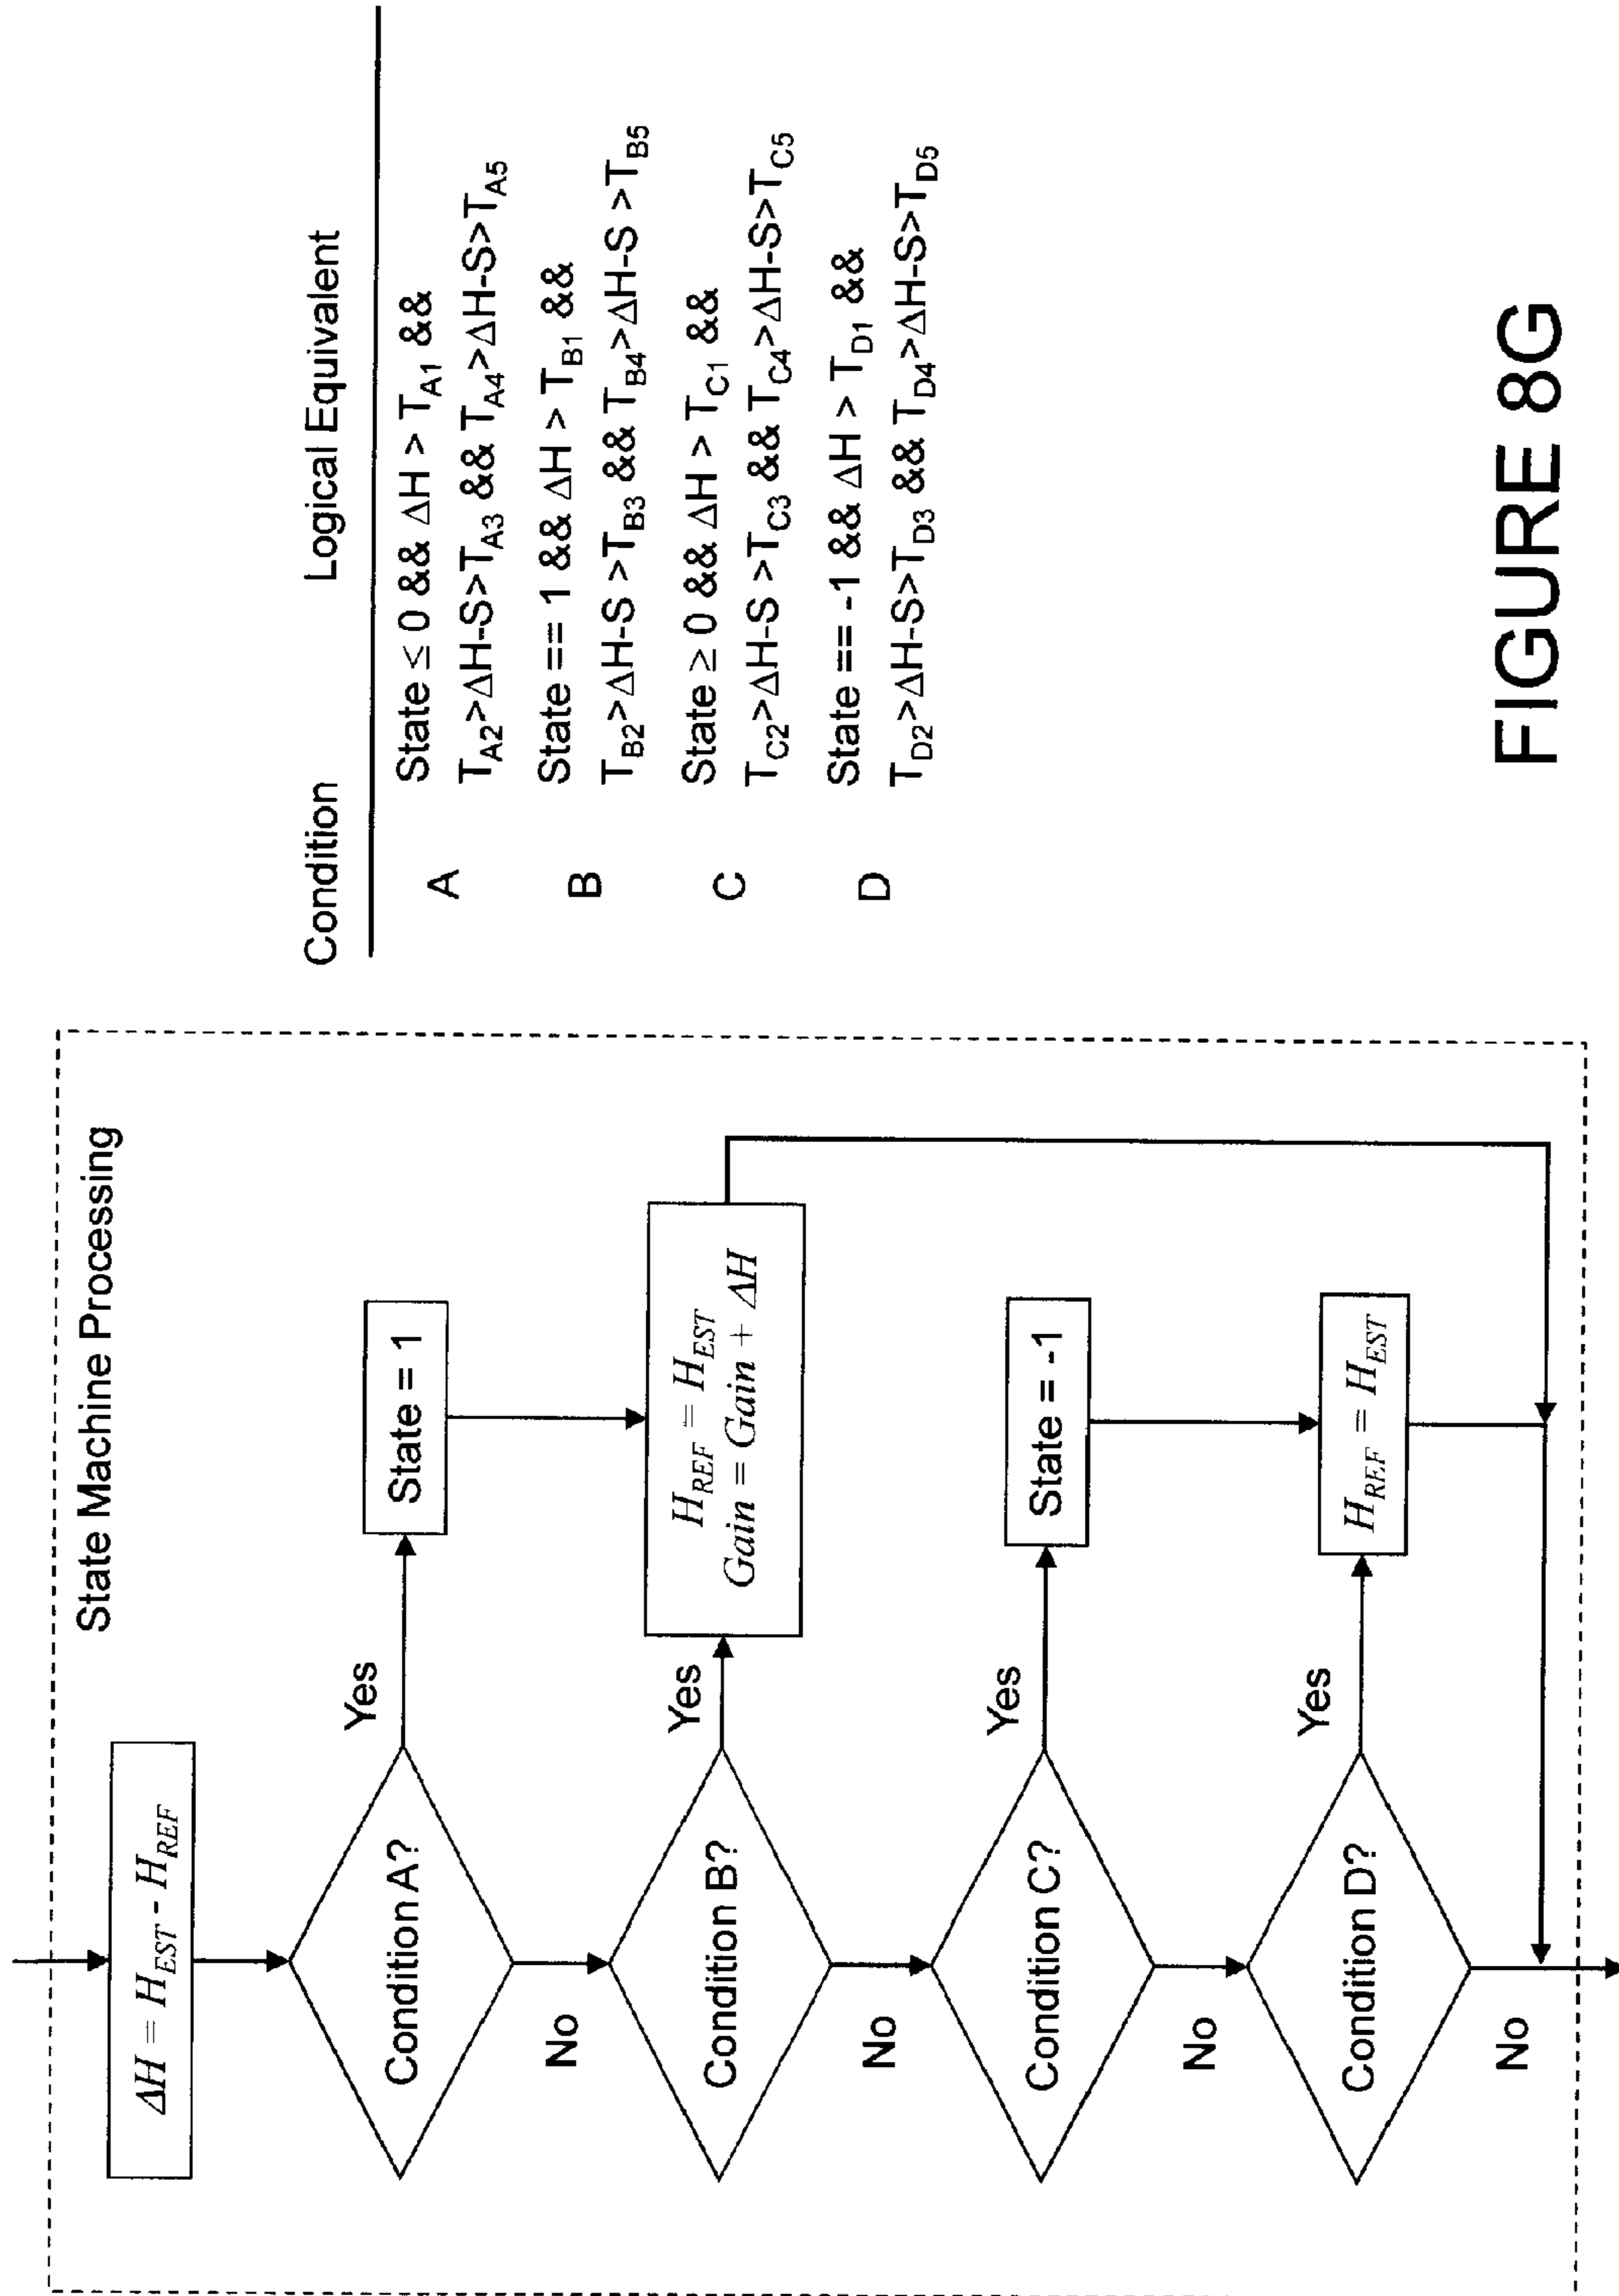 State Machine Processing
ΔH = H_EST - H_REF
Condition A?
Yes
State = 1
No
Condition B?
Yes
H_REF = H_EST
Gain = Gain + ΔH
No
Condition C?
Yes
State = -1
No
Condition D?
Yes
H_REF = H_EST
No
Condition Logical Equivalent
A State ≤ 0 && ΔH > T_A1 &&
T_A2>ΔH-S>T_A3 && T_A4>ΔH-S>T_A5
B State == 1 && ΔH > T_B1 &&
T_B2>ΔH-S >T_B3 && T_B4>ΔH-S >T_B5
C State ≥ 0 && ΔH > T_C1 &&
T_C2>ΔH-S >T_C3 && T_C4>ΔH-S>T_C5
D State == -1 && ΔH > T_D1 &&
T_D2>ΔH-S>T_D3 && T_D4>ΔH-S>T_D5
FIGURE 8G